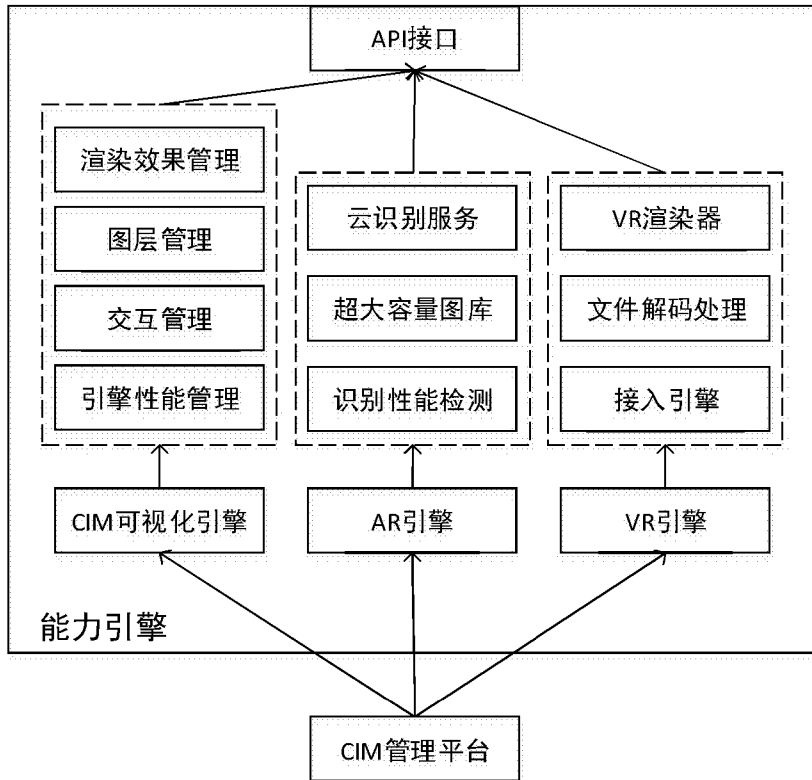 API接口
渲染效果管理
图层管理
交互管理
引擎性能管理
云识别服务
超大容量图库
识别性能检测
VR渲染器
文件解码处理
接入引擎
CIM可视化引擎
AR引擎
VR引擎
能力引擎
CIM管理平台